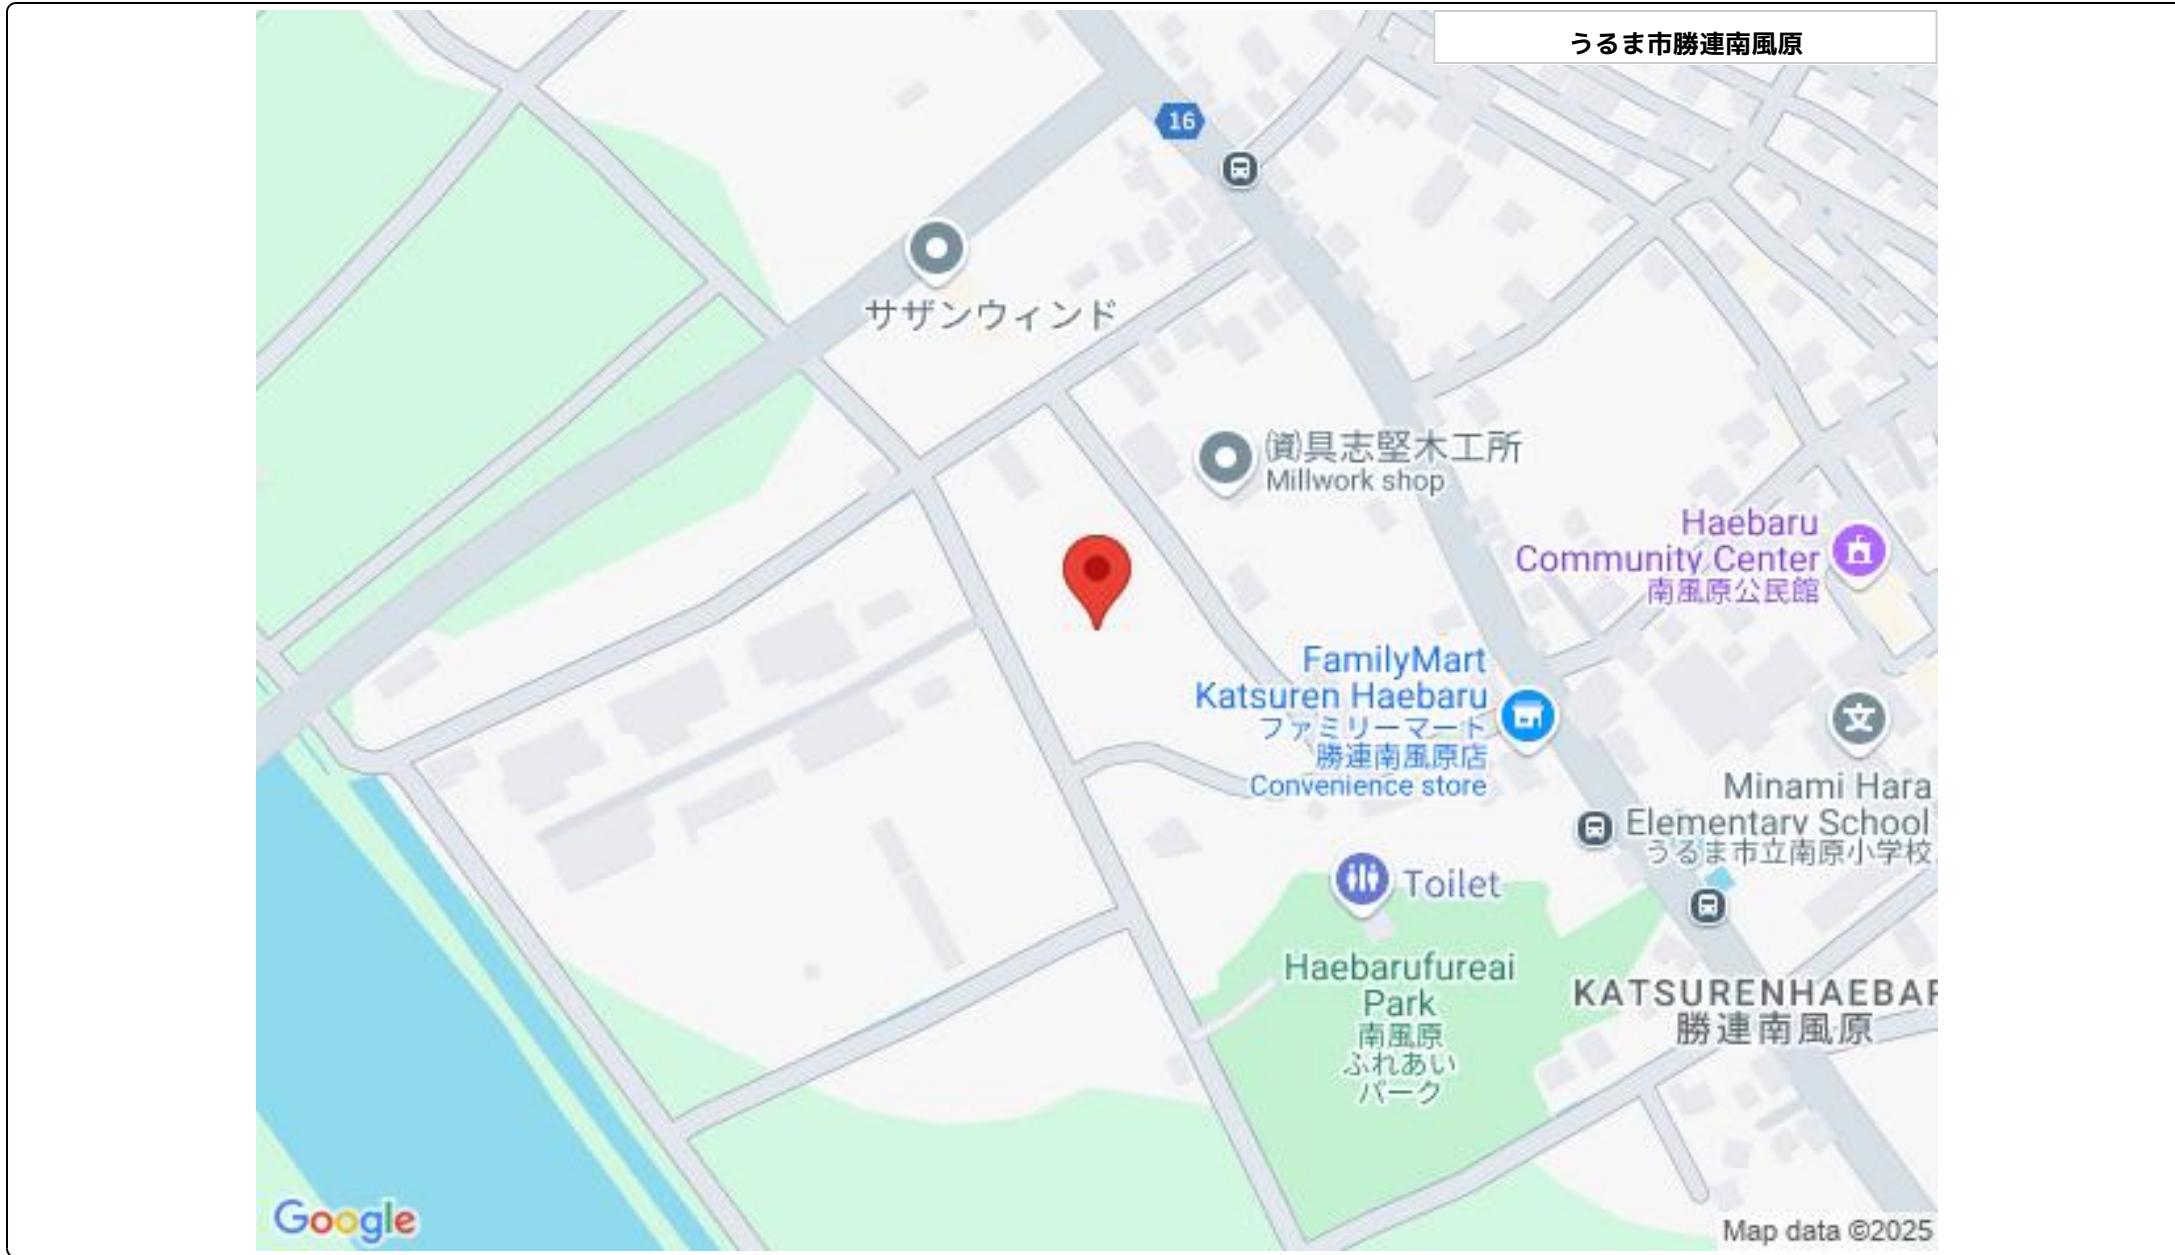 うるま市勝連南風原
16
サザンウィンド
㈾具志堅木工所
Millwork shop
Haebaru
Community Center
南風原公民館
FamilyMart
Katsuren Haebaru
ファミリーマート
勝連南風原店
Convenience store
文
Minami Hara
Elementary School
うるま市立南原小学校
Toilet
Haebarufureai
Park
南風原
ふれあい
パーク
KATSURENHAEBAR
勝連南風原
Google
Map data ©2025